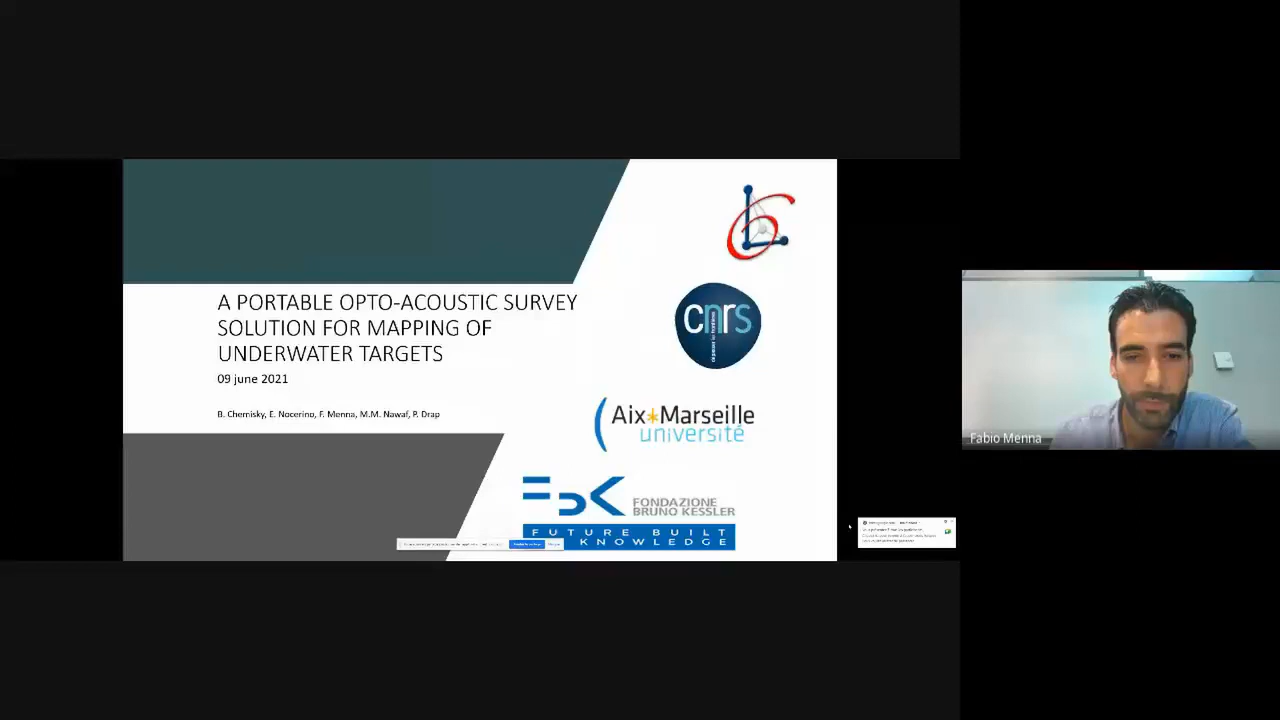 A PORTABLE OPTO-ACOUSTIC SURVEY
SOLUTION FOR MAPPING OF
UNDERWATER TARGETS
09 june 2021
B. Chemisky, E. Nocerino, F. Menna, M.M. Nawaf, P. Drap
cnrs
Aix*Marseille
université
FBK
FONDAZIONE
BRUNO KESSLER
FUTURE BUILT
KNOWLEDGE
Fabio Menna